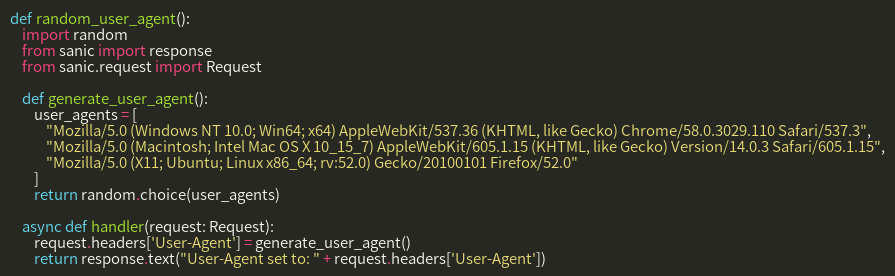 def random_user_agent():
    import random
    from sanic import response
    from sanic.request import Request

    def generate_user_agent():
        user_agents = [
            "Mozilla/5.0 (Windows NT 10.0; Win64; x64) AppleWebKit/537.36 (KHTML, like Gecko) Chrome/58.0.3029.110 Safari/537.3",
            "Mozilla/5.0 (Macintosh; Intel Mac OS X 10_15_7) AppleWebKit/605.1.15 (KHTML, like Gecko) Version/14.0.3 Safari/605.1.15",
            "Mozilla/5.0 (X11; Ubuntu; Linux x86_64; rv:52.0) Gecko/20100101 Firefox/52.0"
        ]
        return random.choice(user_agents)

    async def handler(request: Request):
        request.headers['User-Agent'] = generate_user_agent()
        return response.text("User-Agent set to: " + request.headers['User-Agent'])